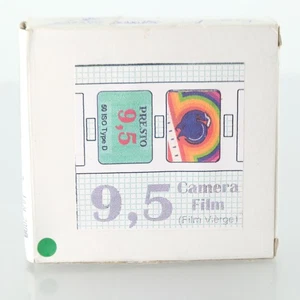 PRESTO
9,5
50 ISO Type D
9,5 Camera
Film
(Film Vierge)